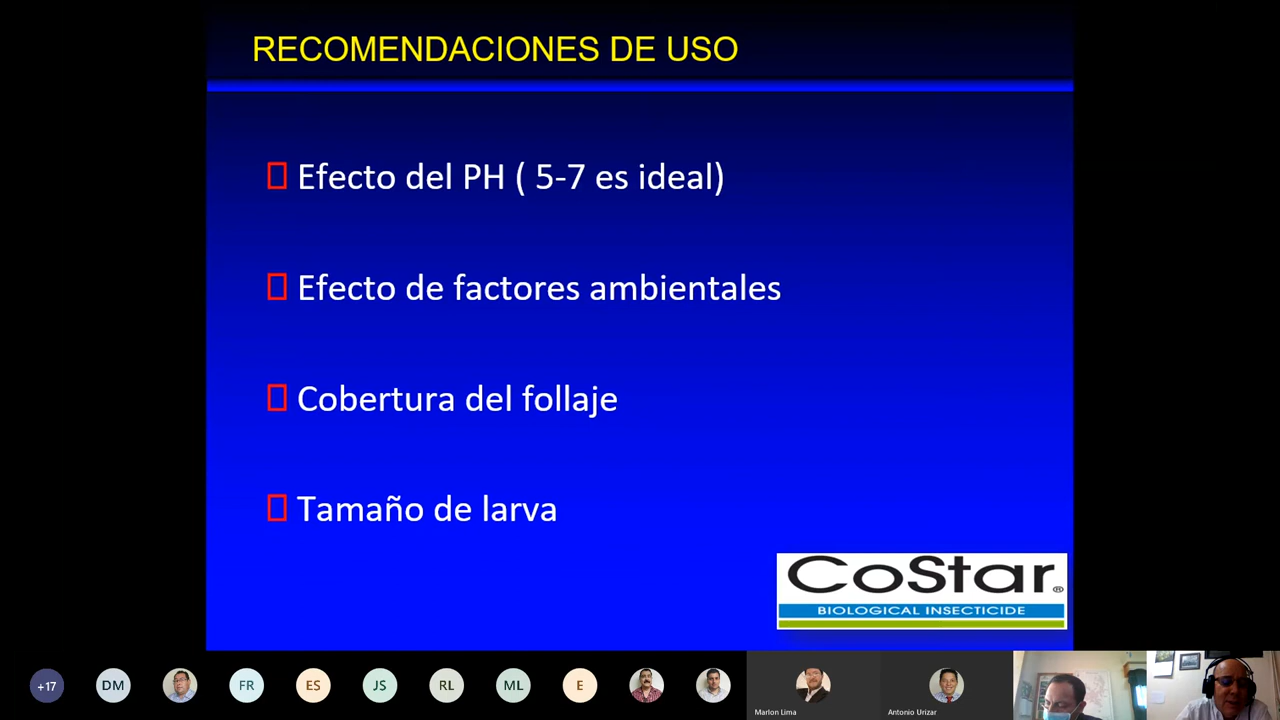 RECOMENDACIONES DE USO
Efecto del PH ( 5-7 es ideal)
Efecto de factores ambientales
Cobertura del follaje
Tamaño de larva
CoStar®
BIOLOGICAL INSECTICIDE
+17 DM FR ES JS RL ML E
Marlon Lima Antonio Urizar